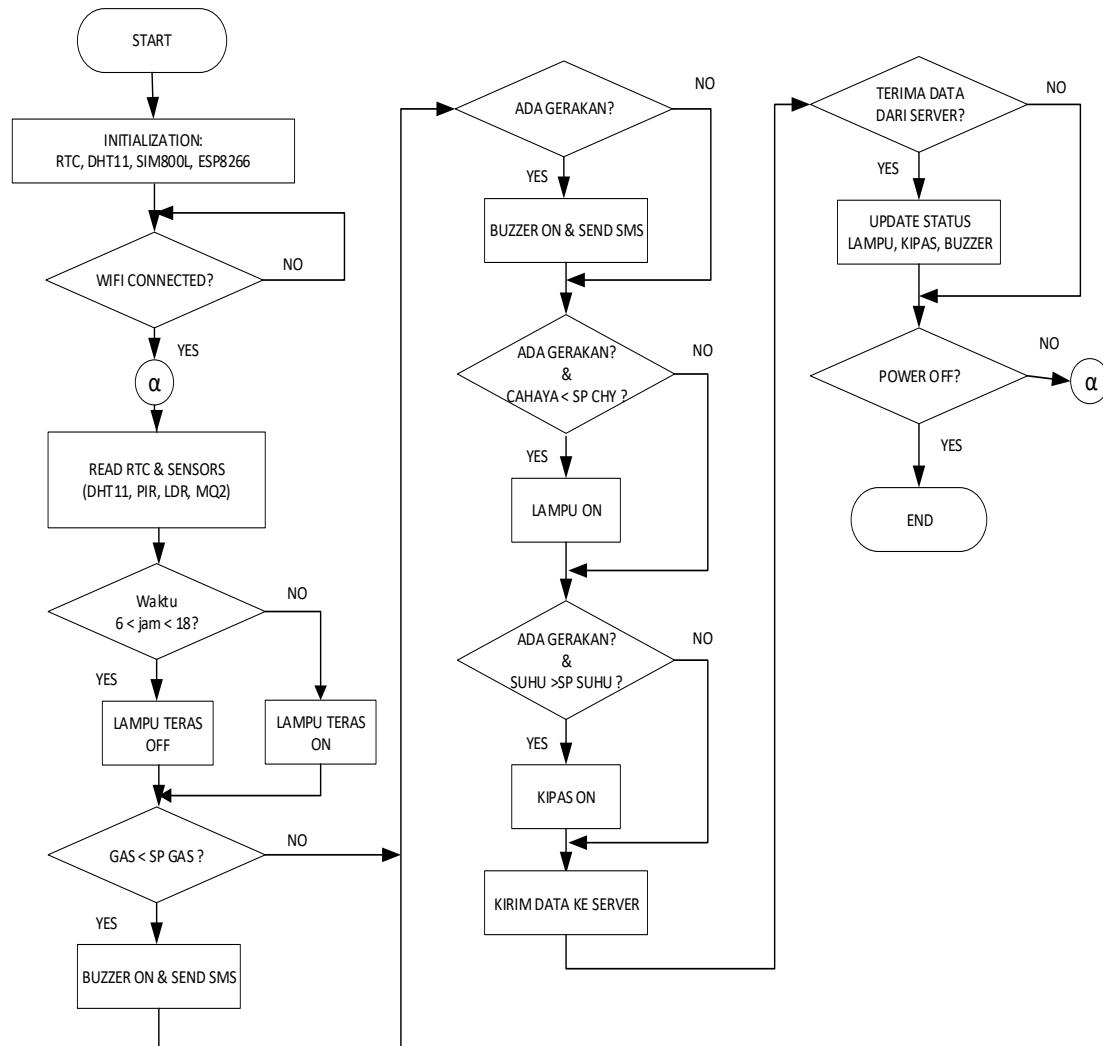 START
INITIALIZATION:
RTC, DHT11, SIM800L, ESP8266
WIFI CONNECTED?
NO
YES
α
READ RTC & SENSORS
(DHT11, PIR, LDR, MQ2)
Waktu
6 < jam < 18?
NO
YES
LAMPU TERAS
OFF
LAMPU TERAS
ON
GAS < SP GAS ?
NO
YES
BUZZER ON & SEND SMS
ADA GERAKAN?
NO
YES
BUZZER ON & SEND SMS
ADA GERAKAN?
&
CAHAYA < SP CHY ?
NO
YES
LAMPU ON
ADA GERAKAN?
&
SUHU >SP SUHU ?
NO
YES
KIPAS ON
KIRIM DATA KE SERVER
TERIMA DATA
DARI SERVER?
NO
YES
UPDATE STATUS
LAMPU, KIPAS, BUZZER
POWER OFF?
NO
α
YES
END